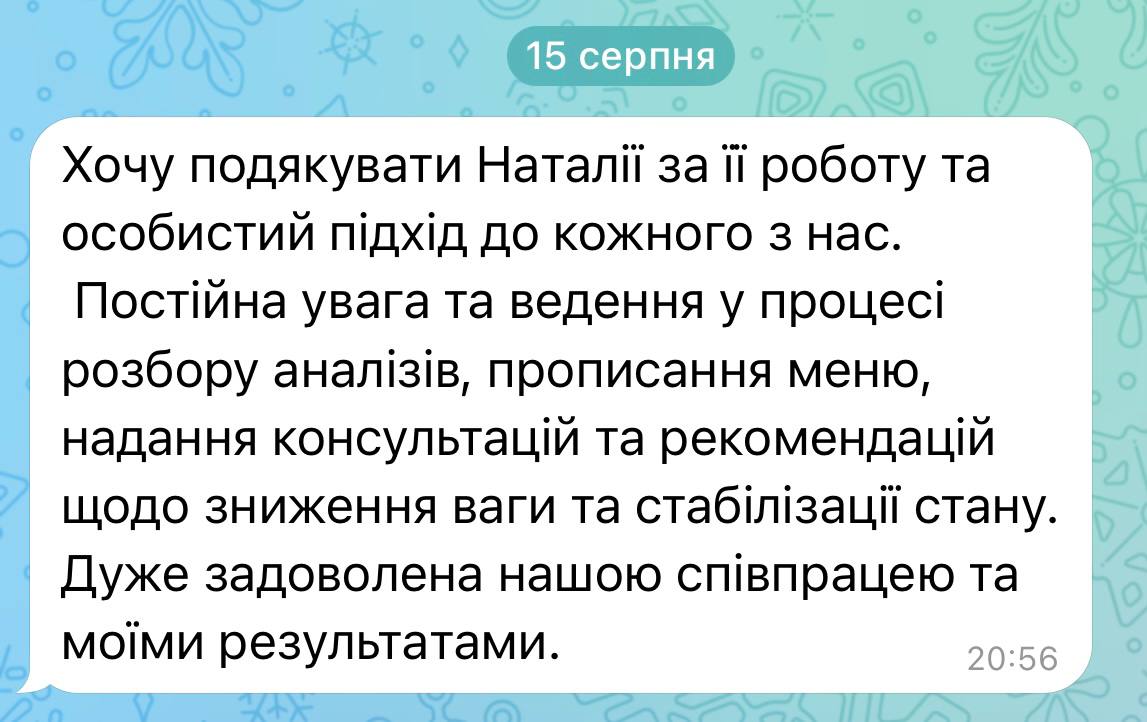 15 серпня
Хочу подякувати Наталії за її роботу та
особистий підхід до кожного з нас.
Постійна увага та ведення у процесі
розбору аналізів, прописання меню,
надання консультацій та рекомендацій
щодо зниження ваги та стабілізації стану.
Дуже задоволена нашою співпрацею та
моїми результатами.
20:56